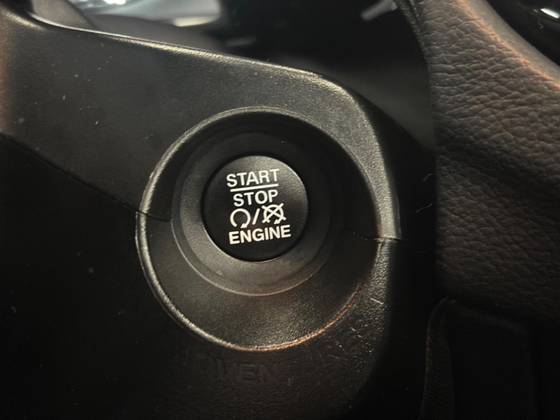 START
STOP
/
ENGINE